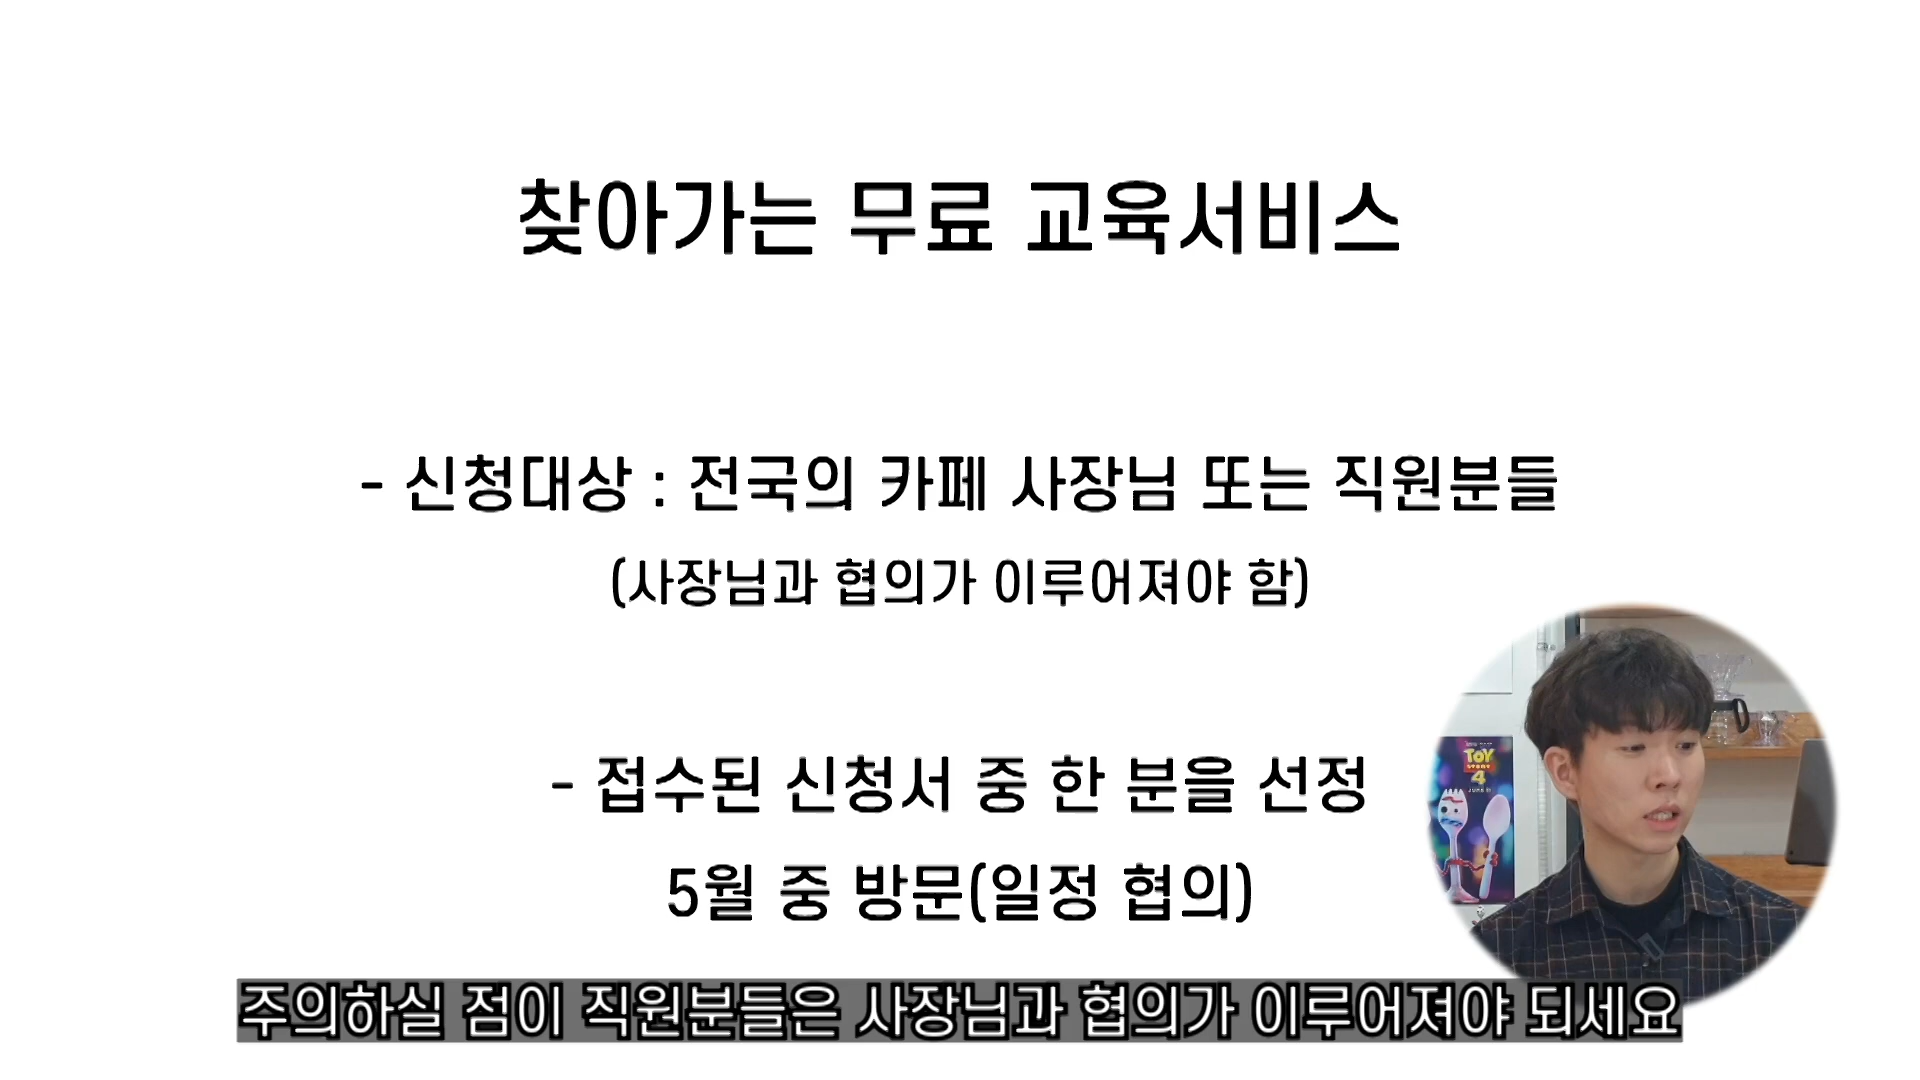 찾아가는 무료 교육서비스
- 신청대상 : 전국의 카페 사장님 또는 직원분들
(사장님과 협의가 이루어져야 함)
- 접수된 신청서 중 한 분을 선정
5월 중 방문(일정 협의)
TOY
STORY
4
주의하실 점이 직원분들은 사장님과 협의가 이루어져야 되세요